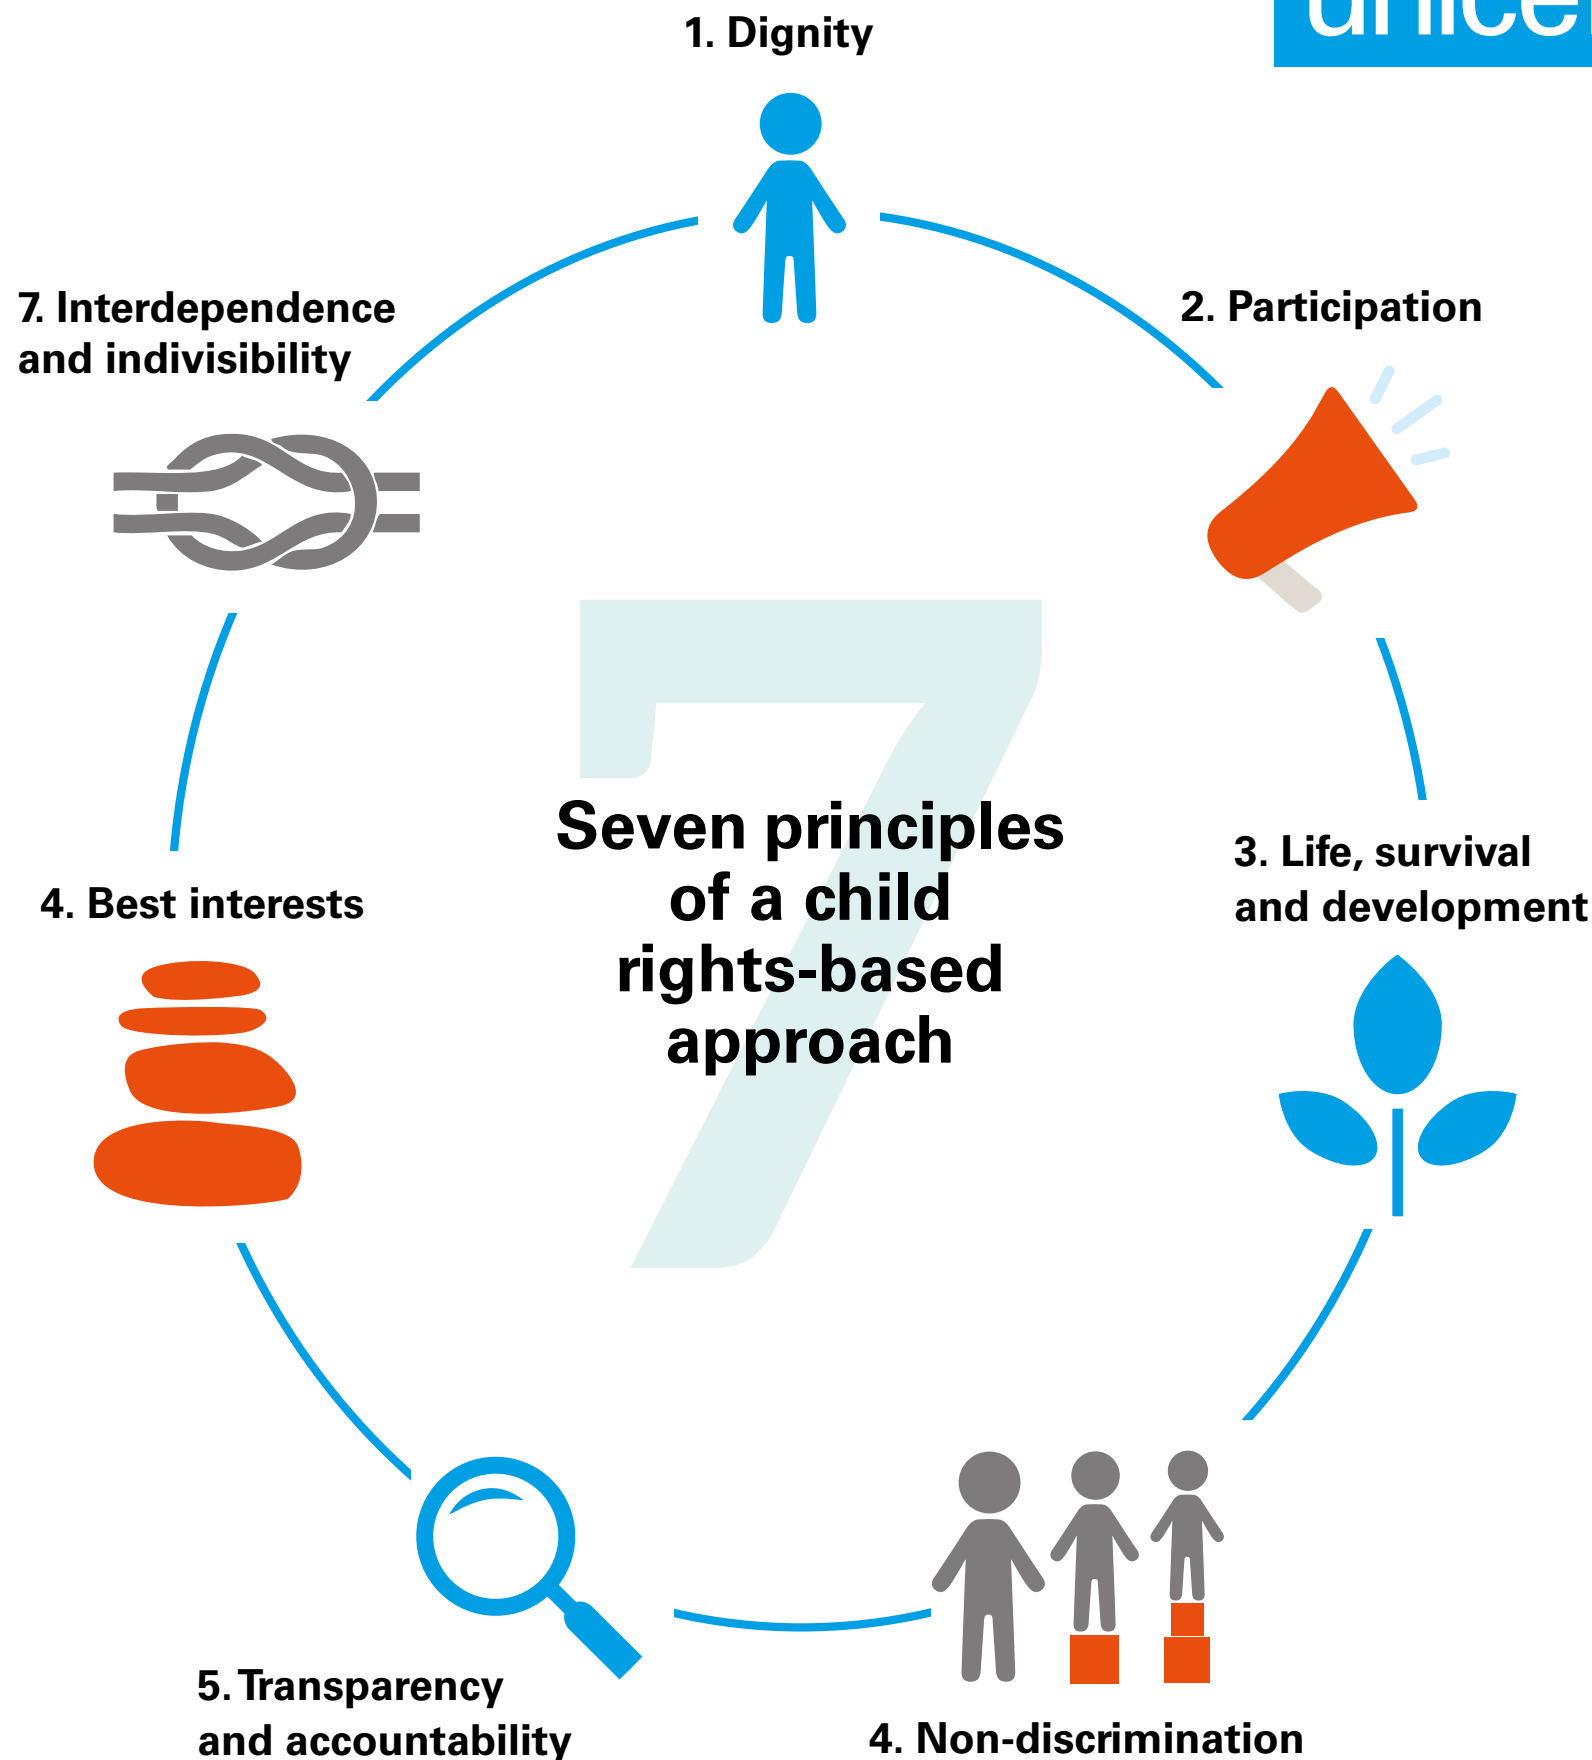 1. Dignity
2. Participation
7. Interdependence
and indivisibility
Seven principles
of a child
rights-based
approach
3. Life, survival
and development
4. Best interests
5. Transparency
and accountability
4. Non-discrimination